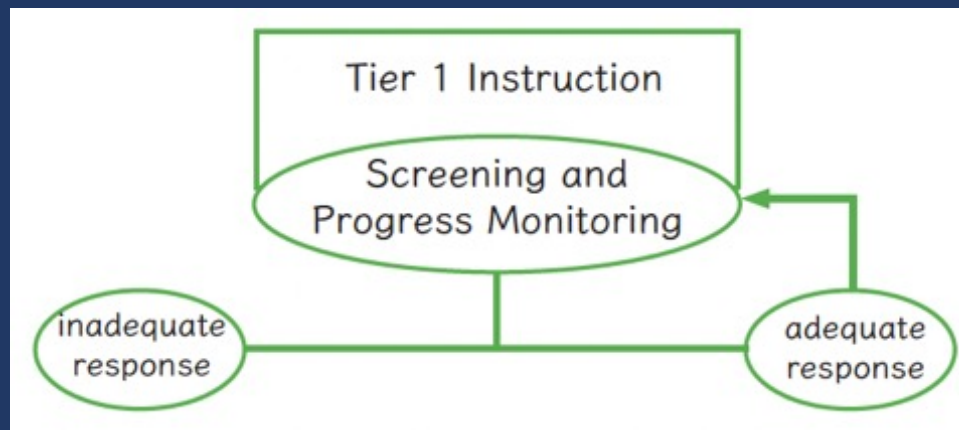 Tier 1 Instruction
Screening and
Progress Monitoring
inadequate
response
adequate
response